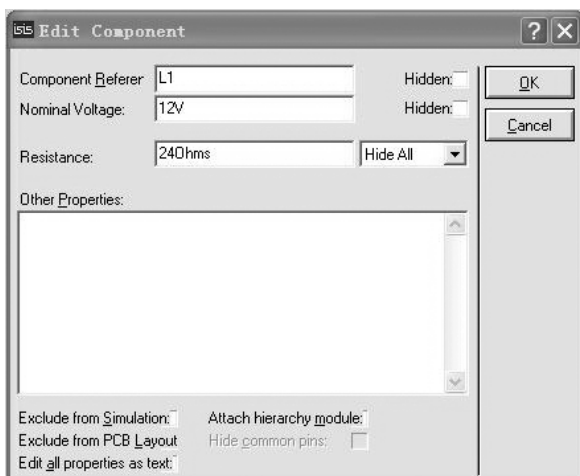 isis Edit Component
Component Referer L1 Hidden: OK
Nominal Voltage: 12V Hidden: Cancel
Resistance: 24Ohms Hide All
Other Properties:
Exclude from Simulation: Attach hierarchy module:
Exclude from PCB Layout Hide common pins:
Edit all properties as text: